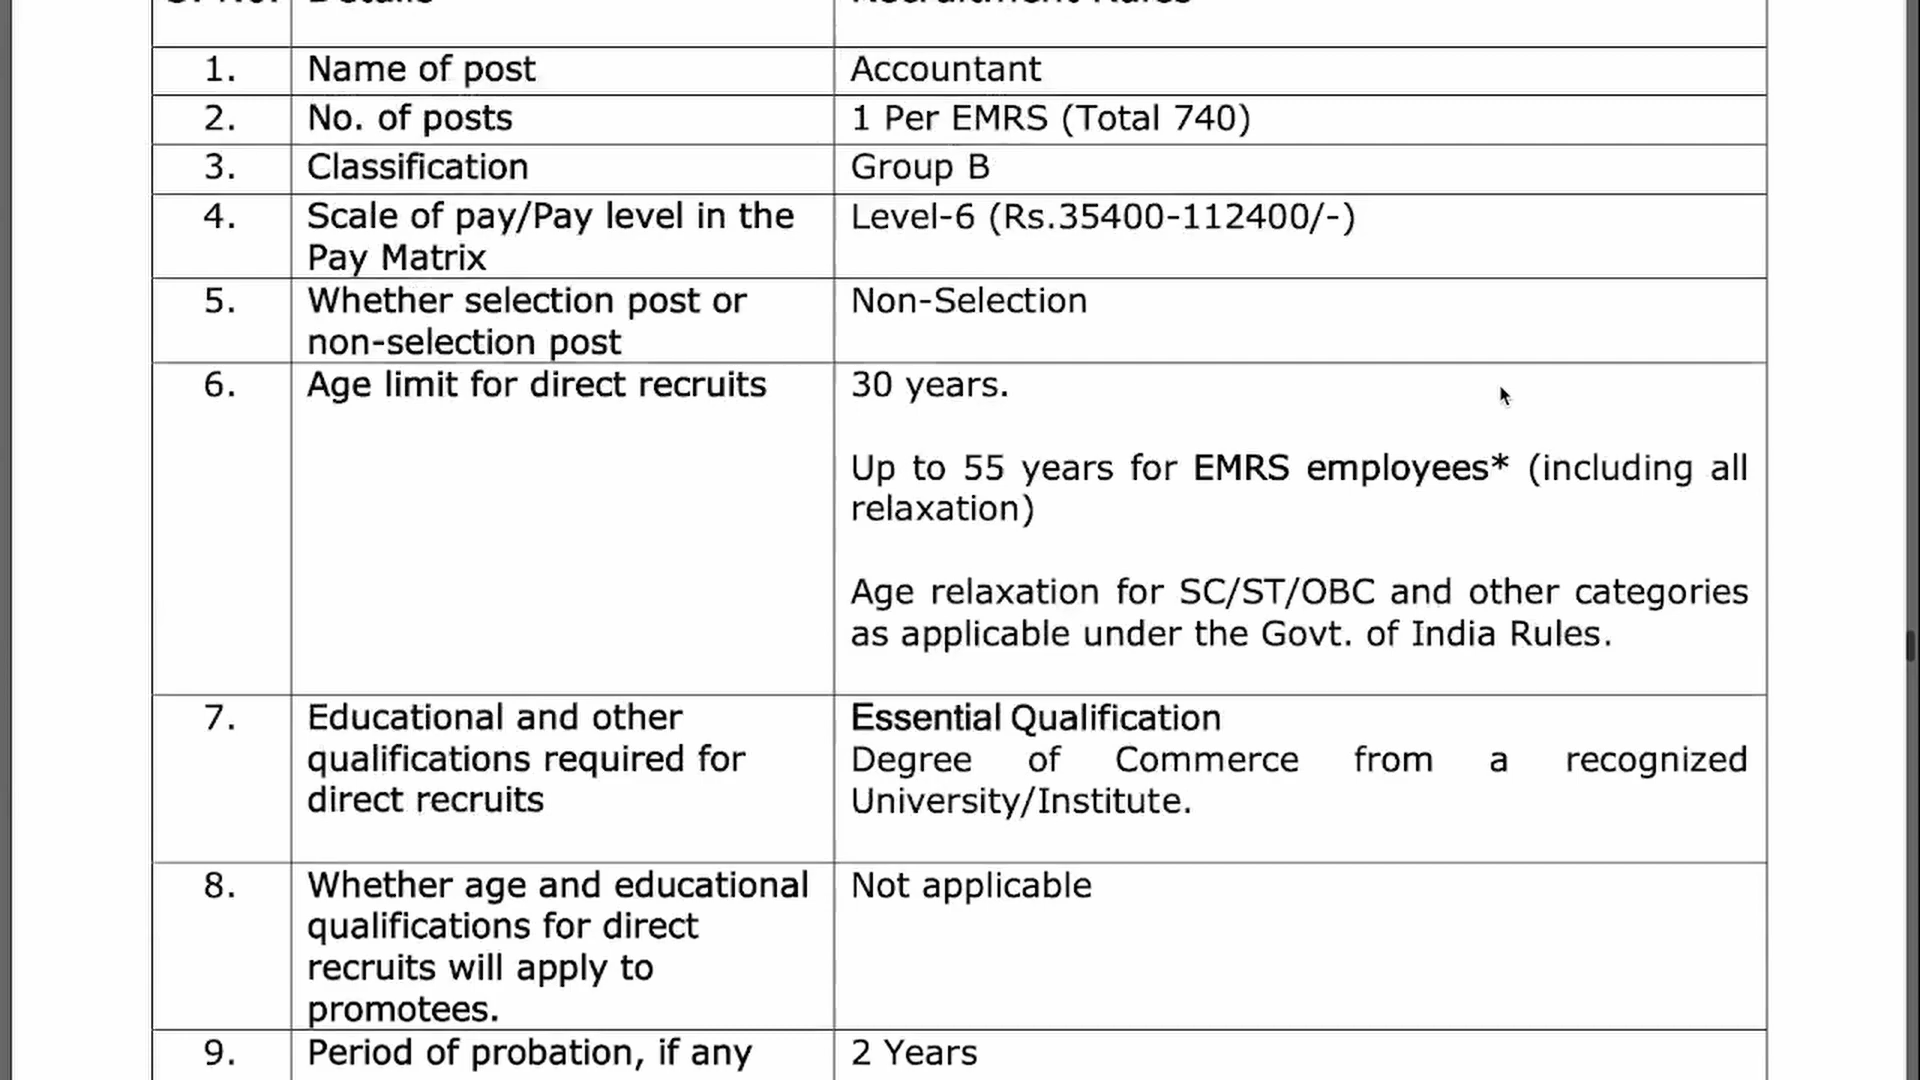 Name of post
1.
Accountant
2.
No. of posts
1 Per EMRS (Total 740)
3.
Classification
Group B
4.
Scale of pay/Pay level in the
Pay Matrix
Level-6 (Rs.35400-112400/-)
5.
Whether selection post or
non-selection post
Non-Selection
6.
Age limit for direct recruits
30 years.
Up to 55 years for EMRS employees* (including all
relaxation)
Age relaxation for SC/ST/OBC and other categories
as applicable under the Govt. of India Rules.
7.
Educational and other
qualifications required for
direct recruits
Essential Qualification
Degree of Commerce from a recognized
University/Institute.
8.
Whether age and educational
qualifications for direct
recruits will apply to
promotees.
Not applicable
9.
Period of probation, if any
2 Years